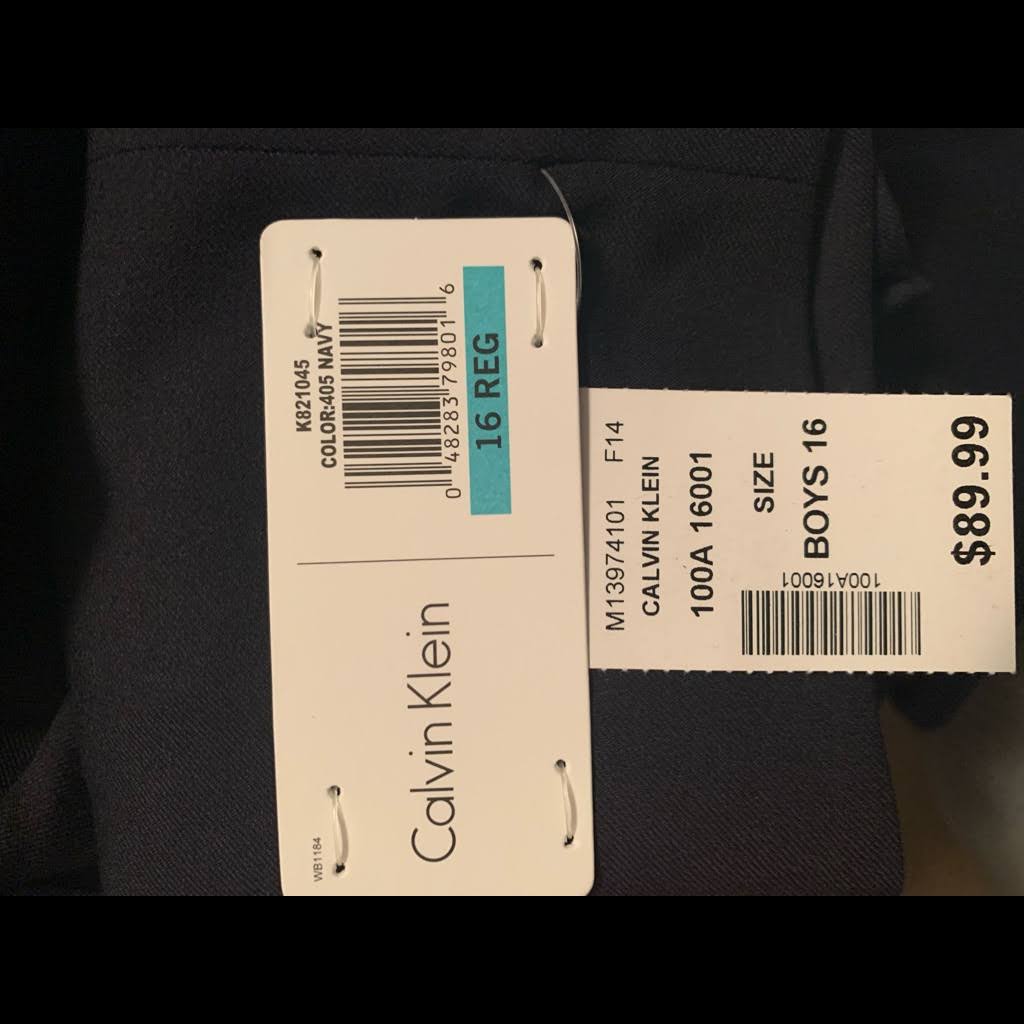 K821045
COLOR:405 NAVY
0 48283 79801 6
16 REG
WB1184
Calvin Klein
M13974101 F14
CALVIN KLEIN
100A 16001
SIZE
BOYS 16
100A16001
$89.99